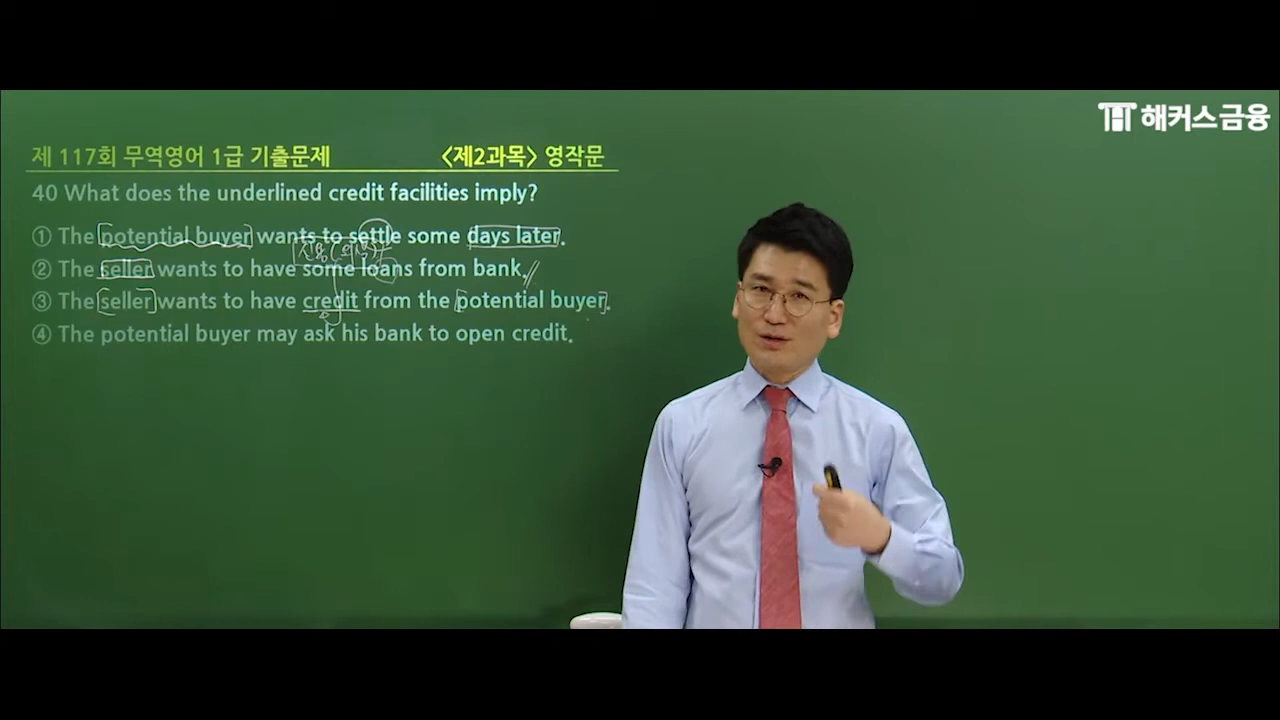 해커스금융
제 117회 무역영어 1급 기출문제 <제2과목> 영작문
40 What does the underlined credit facilities imply?
① The potential buyer wants to settle some days later.
② The seller wants to have some loans from bank.
③ The seller wants to have credit from the potential buyer.
④ The potential buyer may ask his bank to open credit.